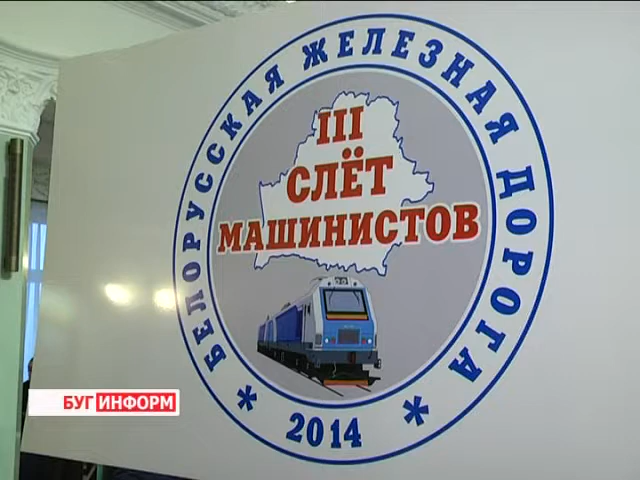 БЕЛОРУССКАЯ ЖЕЛЕЗНАЯ ДОРОГА
III
СЛЁТ
МАШИНИСТОВ
* 2014 *
БУГИНФОРМ